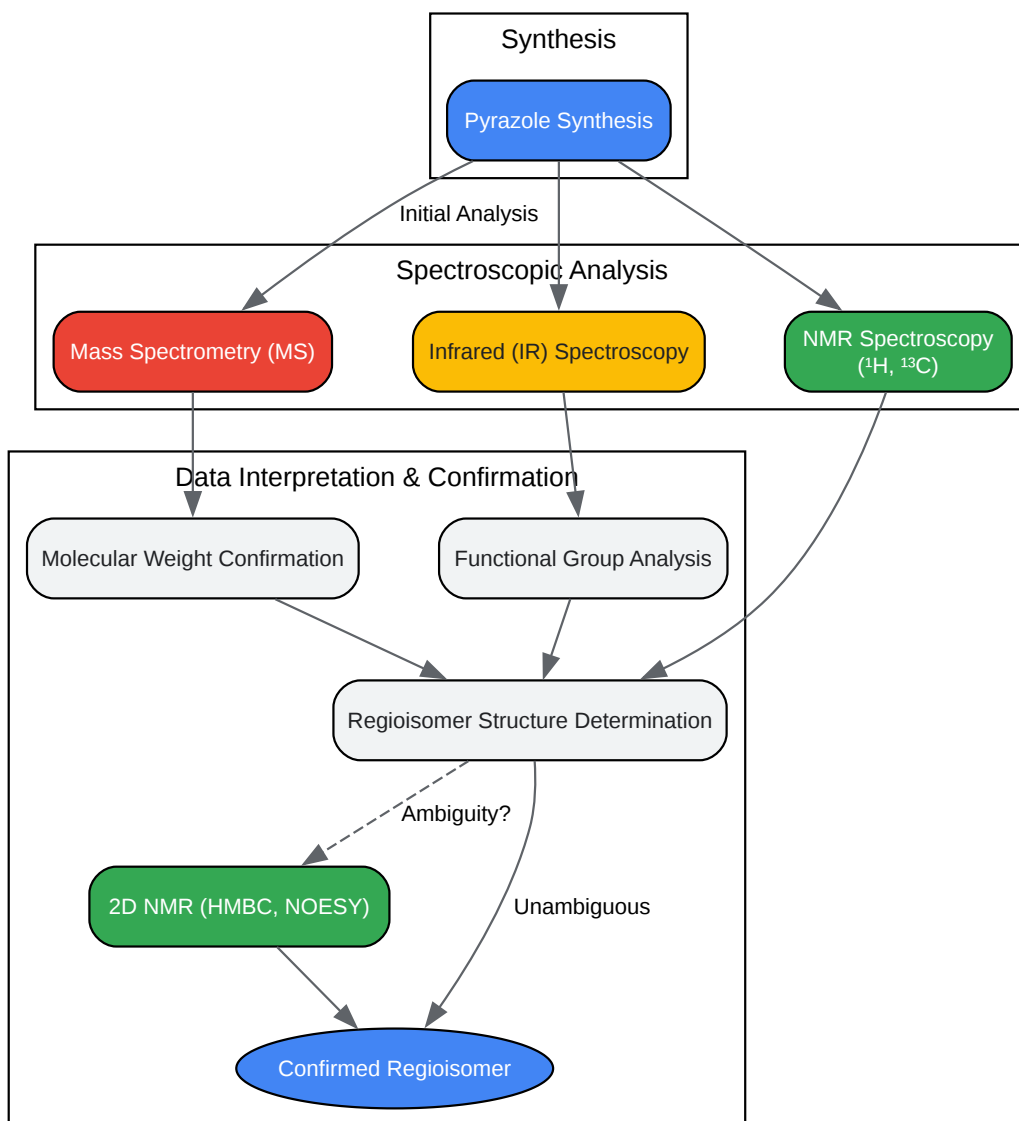 Synthesis
Pyrazole Synthesis
Initial Analysis
Spectroscopic Analysis
Mass Spectrometry (MS)
Infrared (IR) Spectroscopy
NMR Spectroscopy
(¹H, ¹³C)
Data Interpretation & Confirmation
Molecular Weight Confirmation
Functional Group Analysis
Regioisomer Structure Determination
Ambiguity?
2D NMR (HMBC, NOESY)
Unambiguous
Confirmed Regioisomer